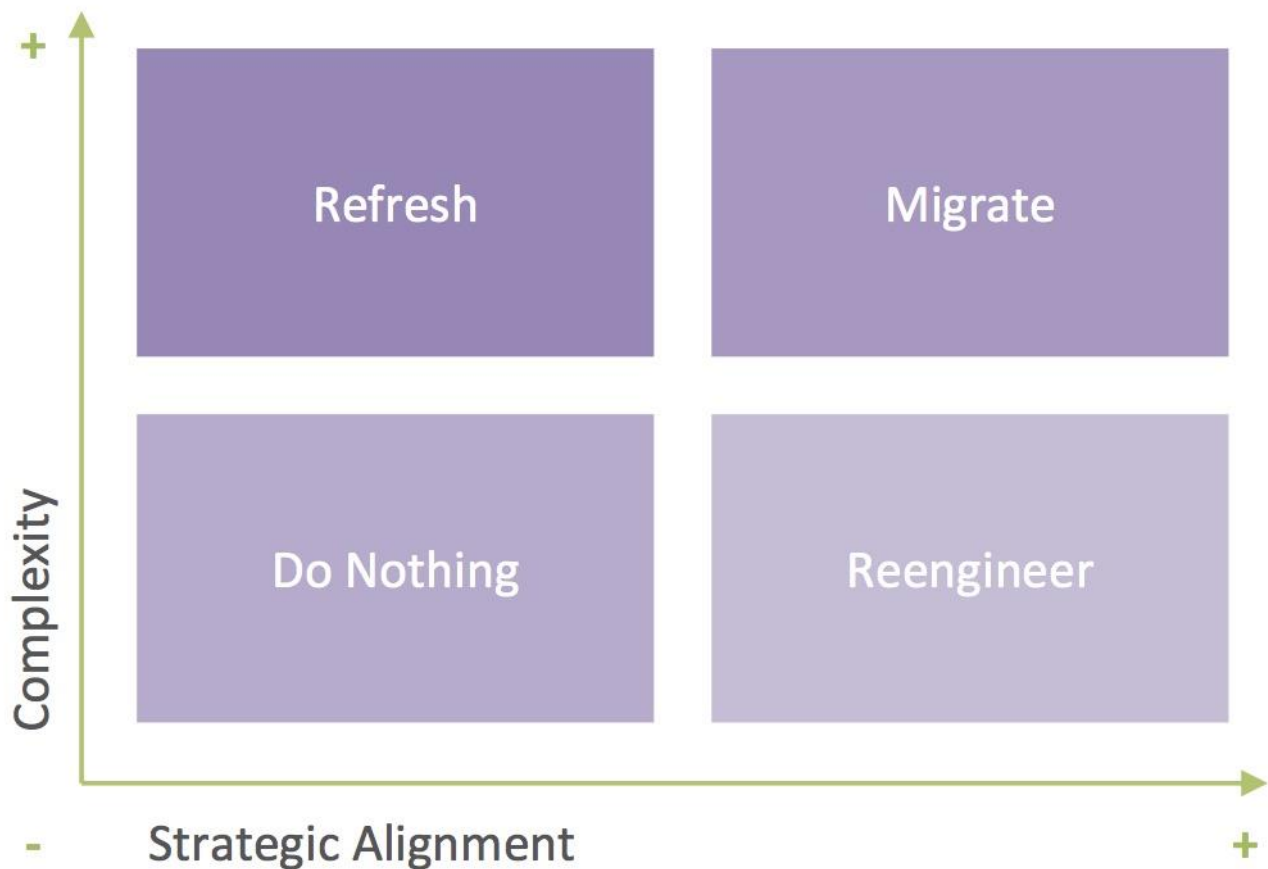 +
Refresh
Migrate
Complexity
Do Nothing
Reengineer
-
Strategic Alignment
+